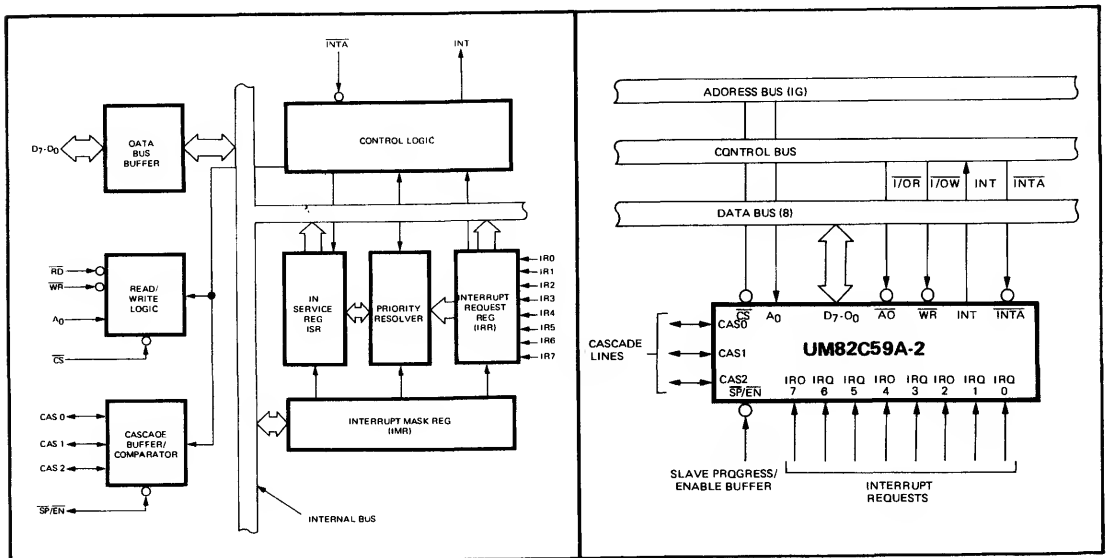 INTA
INT
D7-D0
DATA
BUS
BUFFER
CONTROL LOGIC
RD
WR
A0
CS
READ/
WRITE
LOGIC
IN
SERVICE
REG
ISR
PRIORITY
RESOLVER
INTERRUPT
REQUEST
REG
(IRR)
IR0
IR1
IR2
IR3
IR4
IR5
IR6
IR7
CAS 0
CAS 1
CAS 2
CASCADE
BUFFER/
COMPARATOR
SP/EN
INTERRUPT MASK REG
(IMR)
INTERNAL BUS
ADDRESS BUS (IG)
CONTROL BUS
I/OR
I/OW
INT
INTA
DATA BUS (8)
CS
A0
D7-D0
AO
WR
INT
INTA
CASCADE
LINES
CAS0
CAS1
CAS2
SP/EN
UM82C59A-2
IRO IRQ IRQ IRO IRQ IRO IRQ IRQ
7 6 5 4 3 2 1 0
SLAVE PROGRESS/
ENABLE BUFFER
INTERRUPT
REQUESTS